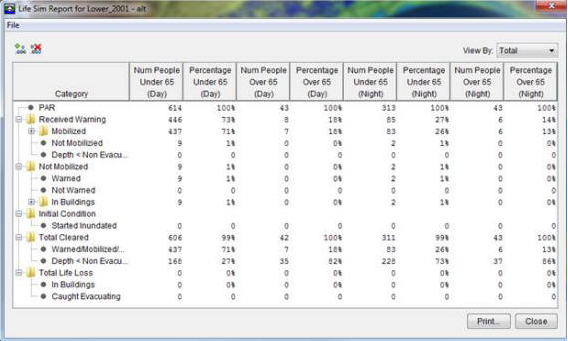 Life Sim Report for Lower_2001 - alt
File
View By: Total
Category Num People Under 65 (Day) Percentage Under 65 (Day) Num People Over 65 (Day) Percentage Over 65 (Day) Num People Under 65 (Night) Percentage Under 65 (Night) Num People Over 65 (Night) Percentage Over 65 (Night)
PAR 614 100% 43 100% 313 100% 43 100%
Received Warning 446 73% 8 18% 85 27% 6 14%
Mobilized 437 71% 7 18% 83 26% 6 13%
Not Mobilized 9 1% 0 0% 2 1% 0 0%
Depth < Non Evacu... 0 0% 0 0% 0 0% 0 0%
Not Mobilized 9 1% 0 0% 2 1% 0 0%
Warned 9 1% 0 0% 2 1% 0 0%
Not Warned 0 0% 0 0% 0 0% 0 0%
In Buildings 9 1% 0 0% 2 1% 0 0%
Initial Condition
Started Inundated 0 0% 0 0% 0 0% 0 0%
Total Cleared 606 99% 42 100% 311 99% 43 100%
Warned/Mobilized/... 437 71% 7 18% 83 26% 6 13%
Depth < Non Evacu... 168 27% 35 82% 228 73% 37 86%
Total Life Loss 0 0% 0 0% 0 0% 0 0%
In Buildings 0 0% 0 0% 0 0% 0 0%
Caught Evacuating 0 0% 0 0% 0 0% 0 0%
Print... Close